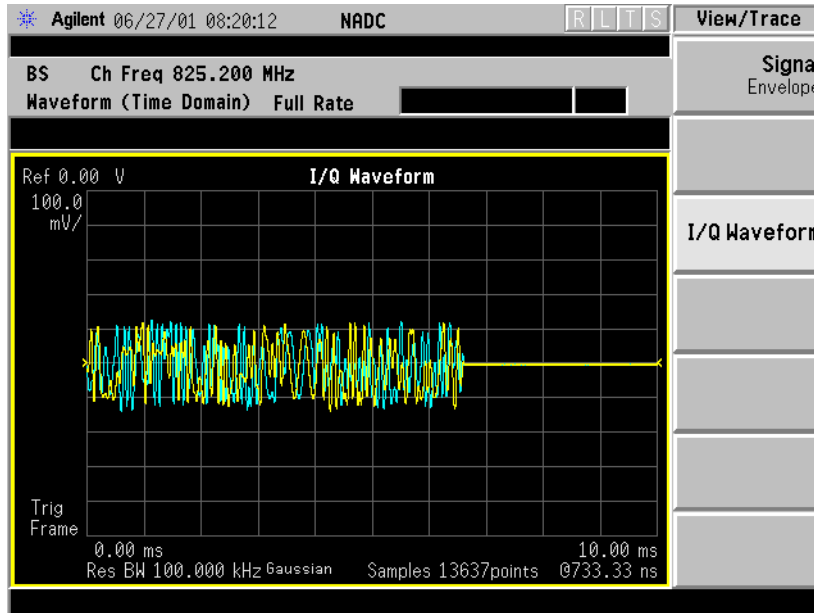 Agilent 06/27/01 08:20:12 NADC R L T S View/Trace
BS Ch Freq 825.200 MHz
Waveform (Time Domain) Full Rate
Signa
Envelope
I/Q Waveform
Ref 0.00 V I/Q Waveform
100.0
mV/
Trig
Frame
0.00 ms 10.00 ms
Res BW 100.000 kHz Gaussian Samples 13637points @733.33 ns